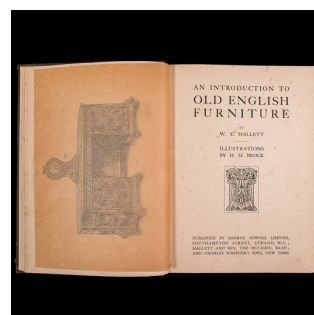 AN INTRODUCTION TO
OLD ENGLISH
FURNITURE
BY
W. E. MALLETT
ILLUSTRATIONS
BY H. M. BROCK
PUBLISHED BY GEORGE NEWNES LIMITED,
SOUTHAMPTON STREET, STRAND, W.C.;
MALLETT AND SON, THE OCTAGON, BATH;
AND CHARLES SCRIBNER'S SONS, NEW YORK